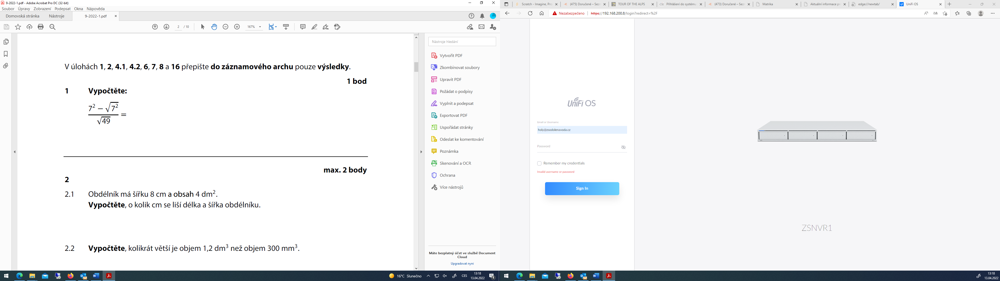 9-2022-1.pdf - Adobe Acrobat Pro DC (32-bit)
Soubor Úpravy Zobrazení Podepsat Okna Nápověda
Domovská stránka Nástroje 9-2022-1.pdf
2 / 10 167%
V úlohách 1, 2, 4.1, 4.2, 6, 7, 8 a 16 přepište do záznamového archu pouze výsledky.
1 bod
1 Vypočtěte:
7² − √7²
=
√49
max. 2 body
2
2.1 Obdélník má šířku 8 cm a obsah 4 dm².
Vypočtěte, o kolik cm se liší délka a šířka obdélníku.
2.2 Vypočtěte, kolikrát větší je objem 1,2 dm³ než objem 300 mm³.
Nástroje hledání
Vytvořit PDF
Zkombinovat soubory
Upravit PDF
Požádat o podpisy
Vyplnit a podepsat
Exportovat PDF
Uspořádat stránky
Odeslat ke komentování
Poznámka
Skenování a OCR
Ochrana
Více nástrojů
Máte bezplatný účet ve službě Document
Cloud
Upgradovat nyní
16°C Slunečno
CES
13:18
13.04.2022
4
Scratch - Imagine, Pro
(475) Doručené – Sezn
TOUR OF THE ALPS
Přihlášení do systému
(473) Doručené – Sezn
Matrika
Aktuální informace pr
edge://newtab/
UniFi OS
Nezabezpečeno https://192.168.200.8/login?redirect=%2F
UniFi OS
Email or Username
holy@zsodolenavoda.cz
Password
Remember my credentials
Invalid username or password
Sign In
ZSNVR1
13:18
13.04.2022